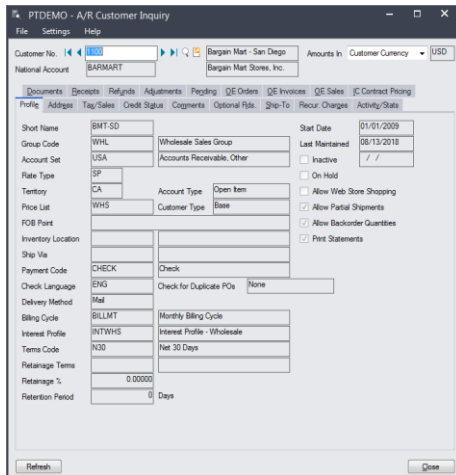 PTDEMO - A/R Customer Inquiry
File Settings Help
Customer No. 1100 Bargain Mart - San Diego Amounts In Customer Currency USD
National Account BARMART Bargain Mart Stores, Inc.
Documents Receipts Refunds Adjustments Pending OE Orders OE Invoices OE Sales IC Contract Pricing
Profile Address Tax/Sales Credit Status Comments Optional Flds. Ship-To Recur. Charges Activity/Stats
Short Name BMT-SD Start Date 01/01/2009
Group Code WHL Wholesale Sales Group Last Maintained 08/13/2018
Account Set USA Accounts Receivable, Other Inactive / /
Rate Type SP On Hold
Territory CA Account Type Open Item Allow Web Store Shopping
Price List WHS Customer Type Base Allow Partial Shipments
FOB Point Allow Backorder Quantities
Inventory Location Print Statements
Ship Via
Payment Code CHECK Check
Check Language ENG Check for Duplicate POs None
Delivery Method Mail
Billing Cycle BILLMT Monthly Billing Cycle
Interest Profile INTWHS Interest Profile - Wholesale
Terms Code N30 Net 30 Days
Retainage Terms
Retainage % 0.00000
Retention Period 0 Days
Refresh Close